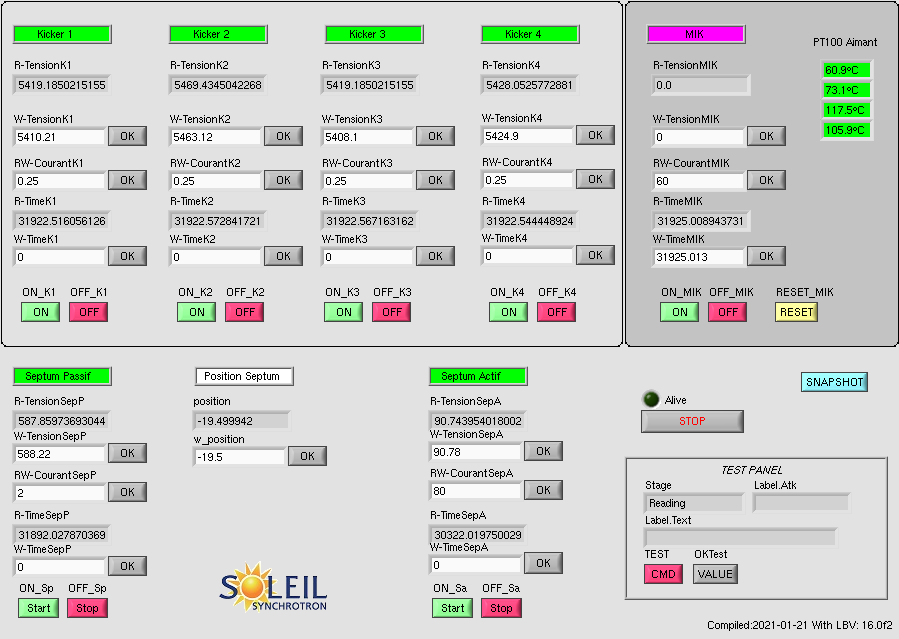 Kicker 1 Kicker 2 Kicker 3 Kicker 4 MIK
PT100 Aimant
R-TensionK1 R-TensionK2 R-TensionK3 R-TensionK4 R-TensionMIK
60.9ºC
5419.1850215155 5469.4345042268 5419.1850215155 5428.0525772881 0.0
73.1ºC
117.5ºC
W-TensionK1 W-TensionK2 W-TensionK3 W-TensionK4 W-TensionMIK
105.9ºC
5410.21 OK 5463.12 OK 5408.1 OK 5424.9 OK 0 OK
RW-CourantK1 RW-CourantK2 RW-CourantK3 RW-CourantK4 RW-CourantMIK
0.25 OK 0.25 OK 0.25 OK 0.25 OK 60 OK
R-TimeK1 R-TimeK2 R-TimeK3 R-TimeK4 R-TimeMIK
31922.516056126 31922.572841721 31922.567163162 31922.544448924 31925.008943731
W-TimeK1 W-TimeK2 W-TimeK3 W-TimeK4 W-TimeMIK
0 OK 0 OK 0 OK 0 OK 31925.013 OK
ON_K1 OFF_K1 ON_K2 OFF_K2 ON_K3 OFF_K3 ON_K4 OFF_K4 ON_MIK OFF_MIK RESET_MIK
ON OFF ON OFF ON OFF ON OFF ON OFF RESET
Septum Passif Position Septum Septum Actif
SNAPSHOT
R-TensionSepP position R-TensionSepA Alive
587.85973693044 -19.499942 90.743954018002 STOP
W-TensionSepP w_position W-TensionSepA
588.22 OK -19.5 OK 90.78 OK
RW-CourantSepP RW-CourantSepA
2 OK 80 OK
R-TimeSepP R-TimeSepA
31892.027870369 30322.019750029
W-TimeSepP W-TimeSepA
0 OK 0 OK
ON_Sp OFF_Sp ON_Sa OFF_Sa
Start Stop Start Stop
SOLEIL
SYNCHROTRON
TEST PANEL
Stage Label.Atk
Reading
Label.Text
TEST OKTest
CMD VALUE
Compiled:2021-01-21 With LBV: 16.0f2